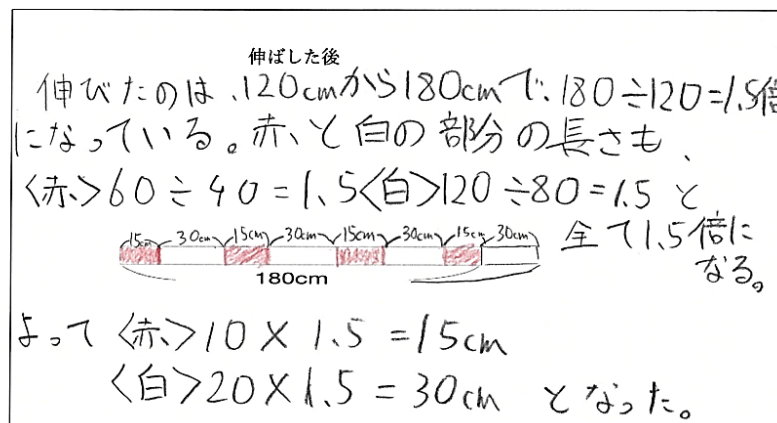 伸ばした後
伸びたのは、120cmから180cmで、180÷120=1.5倍
になっている。赤と白の部分の長さも、
〈赤〉60÷40=1.5〈白〉120÷80=1.5 と
全て1.5倍に
なる。
15cm 30cm 15cm 30cm 15cm 30cm 15cm 30cm
180cm
よって〈赤〉10×1.5=15cm
〈白〉20×1.5=30cm となった。